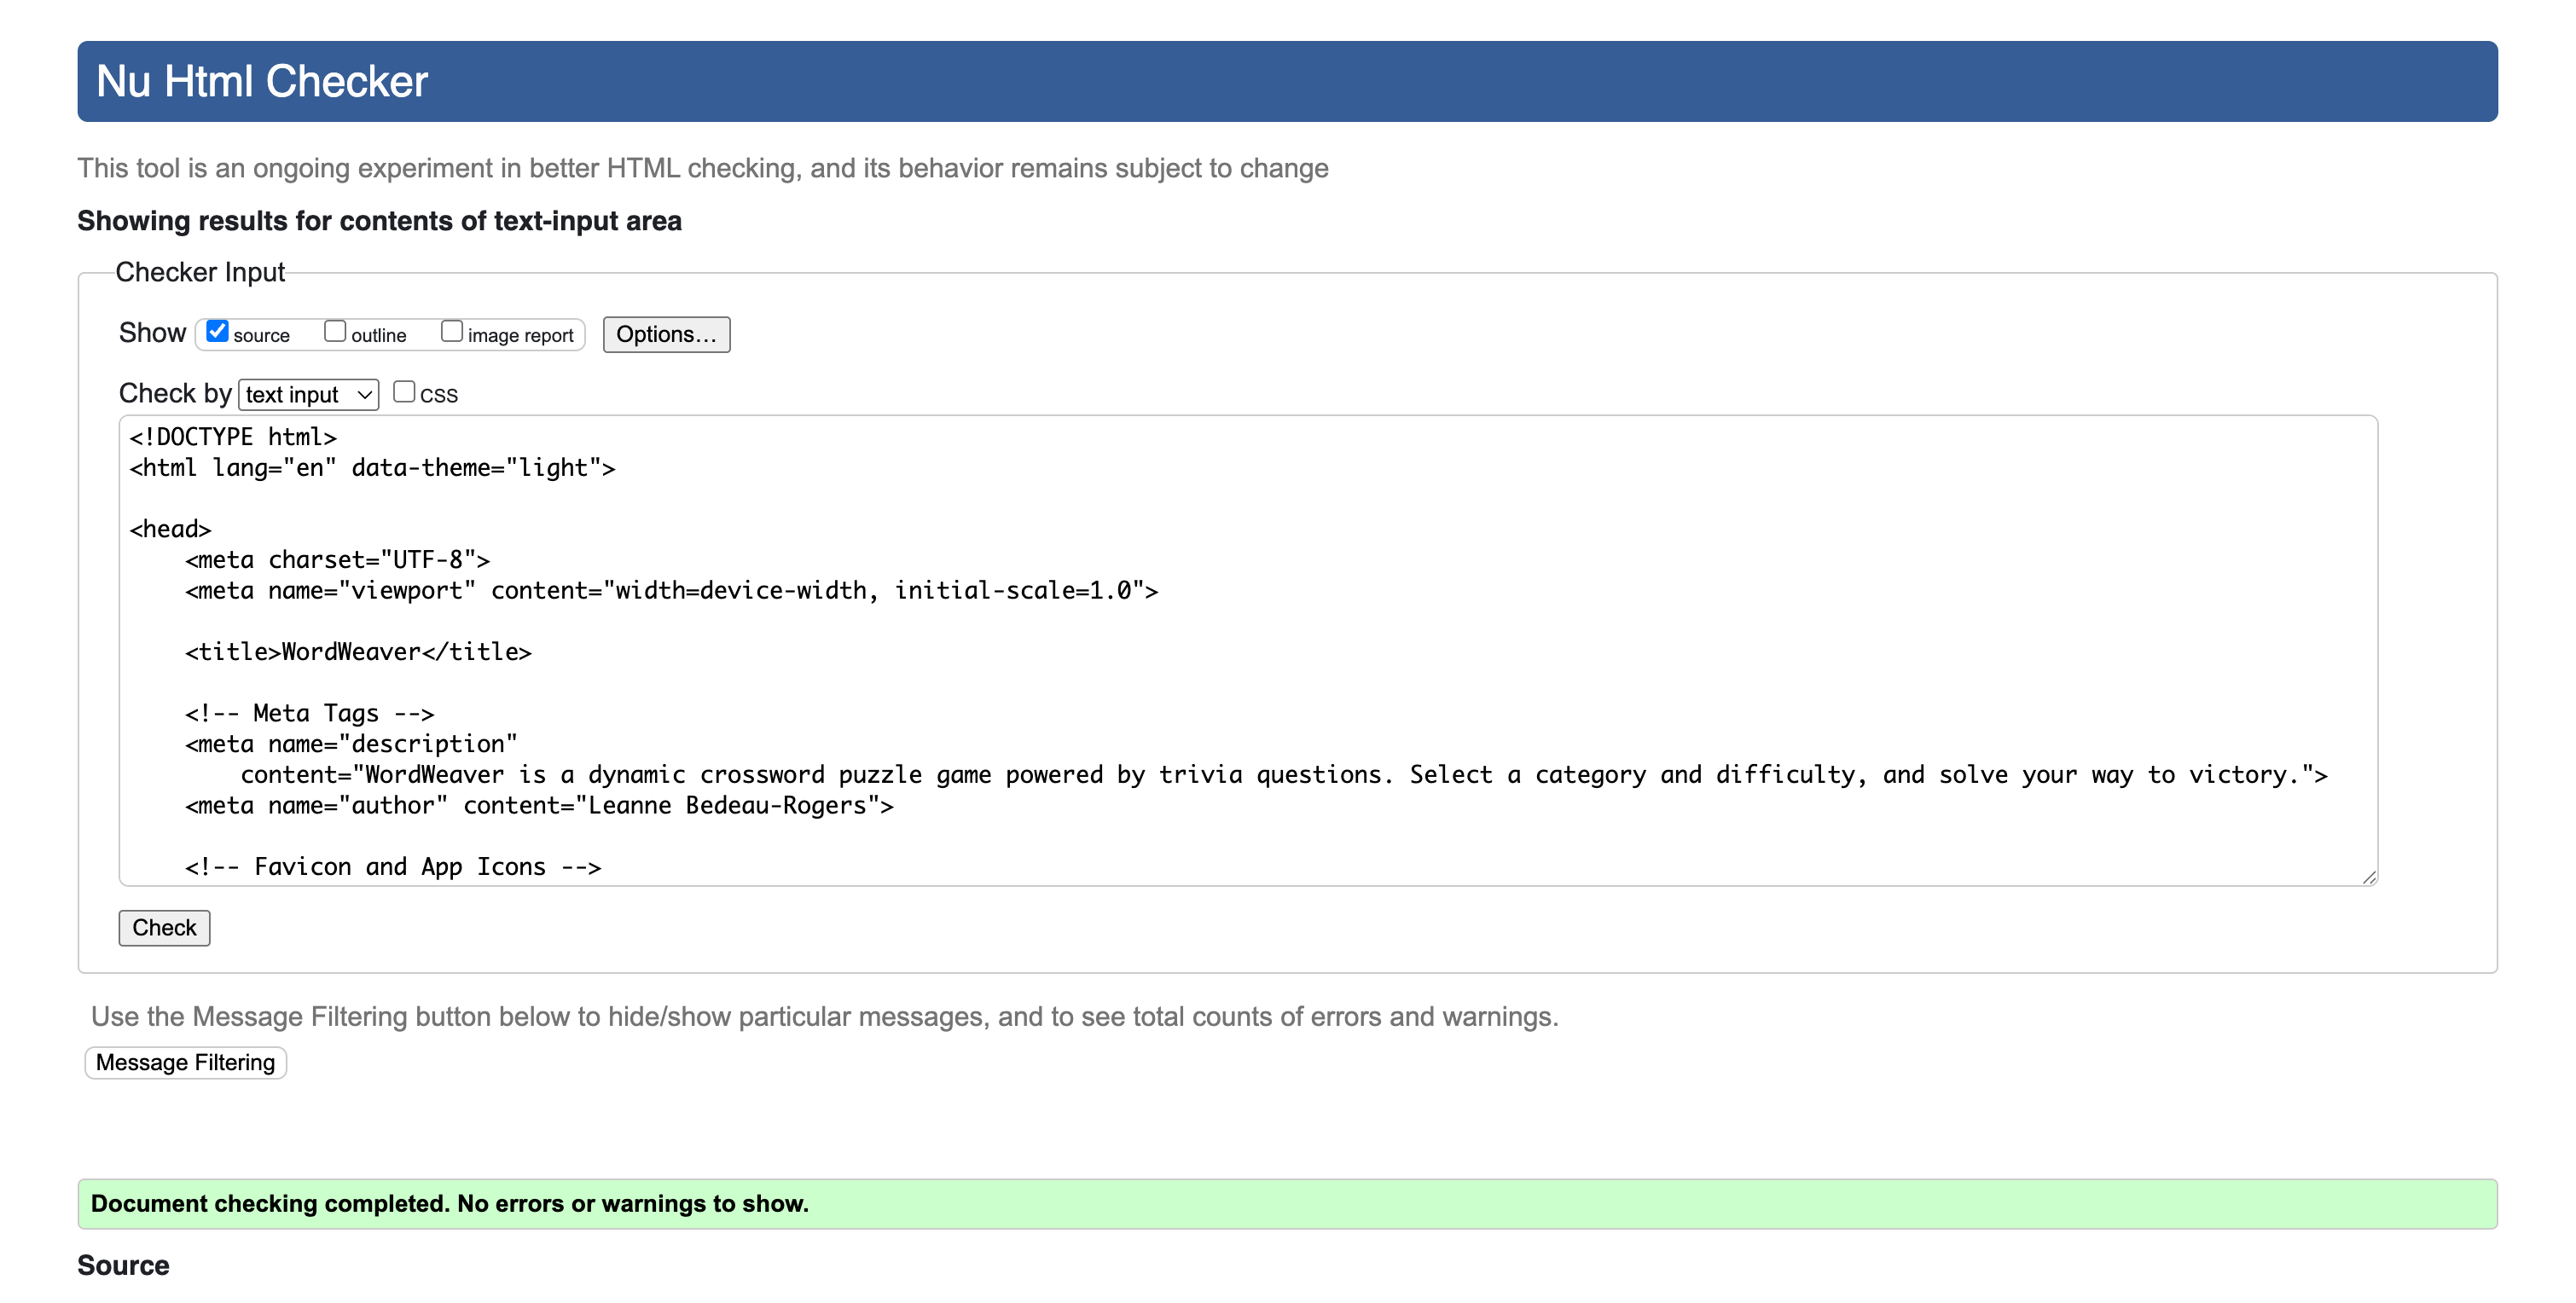 Nu Html Checker
This tool is an ongoing experiment in better HTML checking, and its behavior remains subject to change
Showing results for contents of text-input area
Checker Input
Show source outline image report Options…
Check by text input CSS
<!DOCTYPE html>
<html lang="en" data-theme="light">
<head>
    <meta charset="UTF-8">
    <meta name="viewport" content="width=device-width, initial-scale=1.0">
    <title>WordWeaver</title>
    <!-- Meta Tags -->
    <meta name="description"
        content="WordWeaver is a dynamic crossword puzzle game powered by trivia questions. Select a category and difficulty, and solve your way to victory.">
    <meta name="author" content="Leanne Bedeau-Rogers">
    <!-- Favicon and App Icons -->
Check
Use the Message Filtering button below to hide/show particular messages, and to see total counts of errors and warnings.
Message Filtering
Document checking completed. No errors or warnings to show.
Source